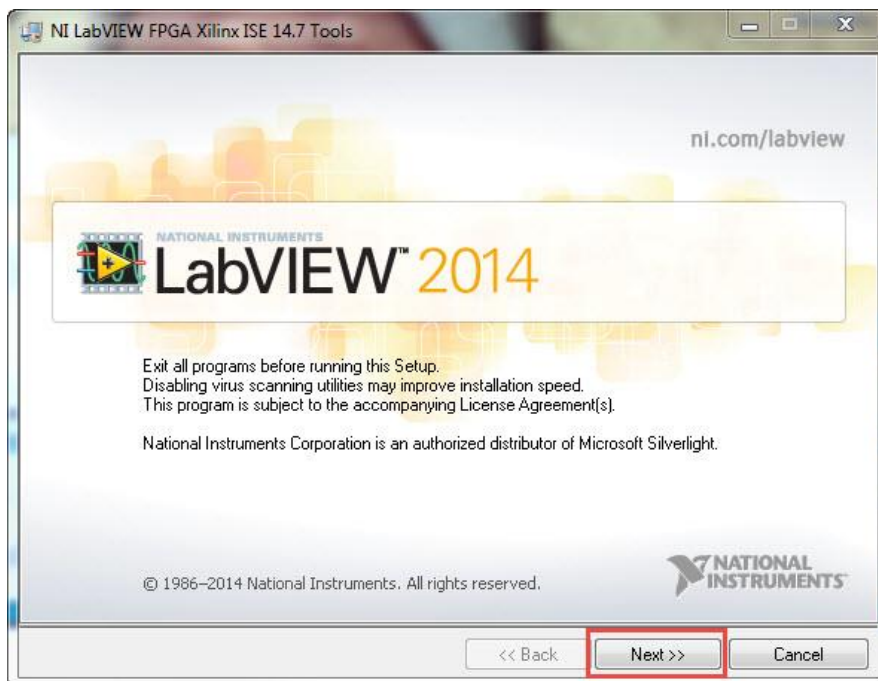 NI LabVIEW FPGA Xilinx ISE 14.7 Tools
ni.com/labview
NATIONAL INSTRUMENTS
LabVIEW™ 2014
Exit all programs before running this Setup.
Disabling virus scanning utilities may improve installation speed.
This program is subject to the accompanying License Agreement(s).
National Instruments Corporation is an authorized distributor of Microsoft Silverlight.
© 1986–2014 National Instruments. All rights reserved.
NATIONAL
INSTRUMENTS
<< Back Next >> Cancel